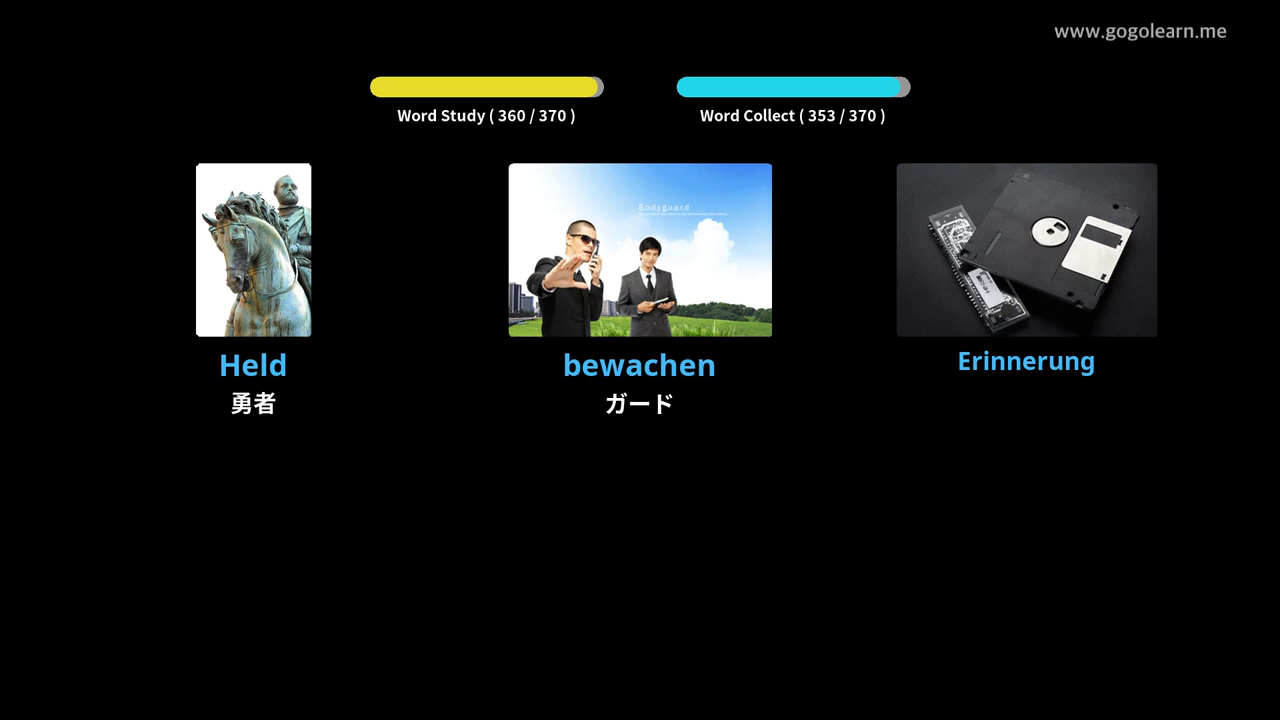 www.gogolearn.me
Word Study ( 360 / 370 )
Word Collect ( 353 / 370 )
Bodyguard
Held
bewachen
Erinnerung
勇者
ガード